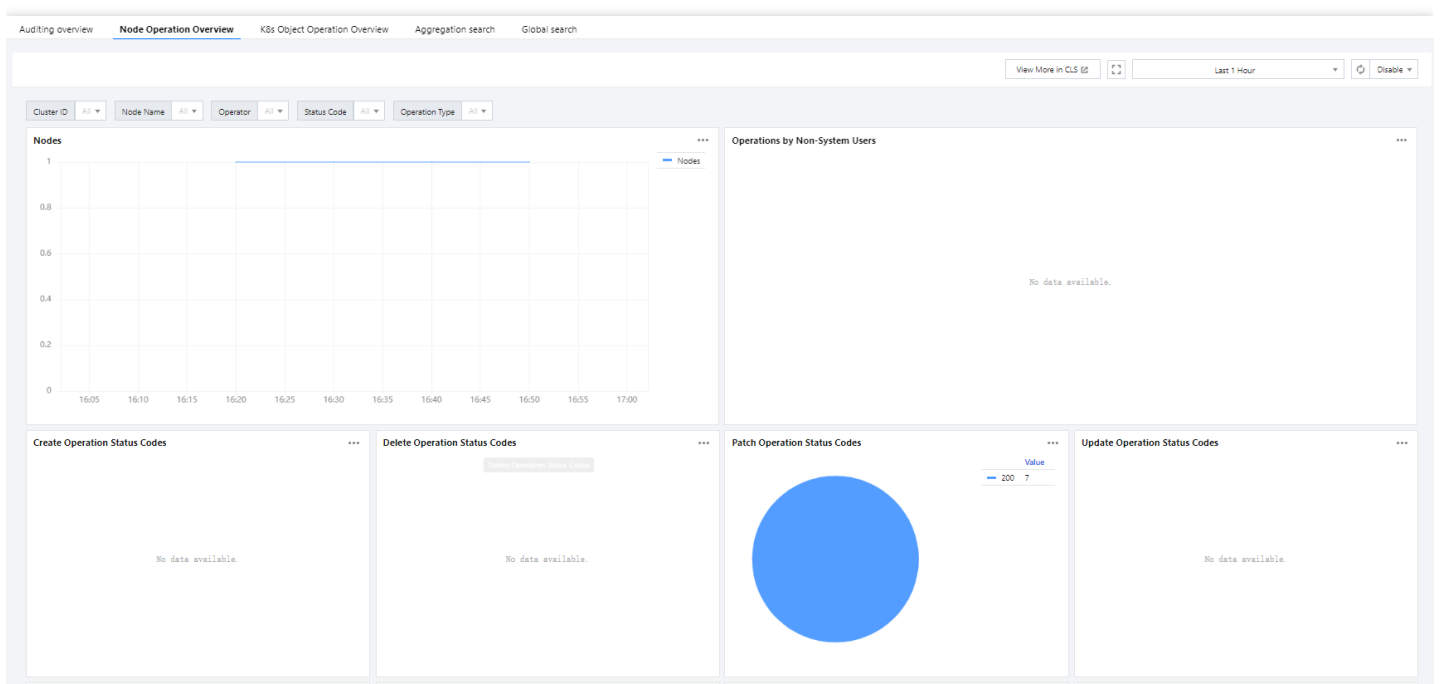 Auditing overview Node Operation Overview K8s Object Operation Overview Aggregation search Global search
View More in CLS Last 1 Hour Disable
Cluster ID All Node Name All Operator All Status Code All Operation Type All
Nodes
Nodes
1
0.8
0.6
0.4
0.2
0
16:05 16:10 16:15 16:20 16:25 16:30 16:35 16:40 16:45 16:50 16:55 17:00
Operations by Non-System Users
No data available.
Create Operation Status Codes
No data available.
Delete Operation Status Codes
Delete Operation Status Codes
No data available.
Patch Operation Status Codes
Value
200 7
Update Operation Status Codes
No data available.